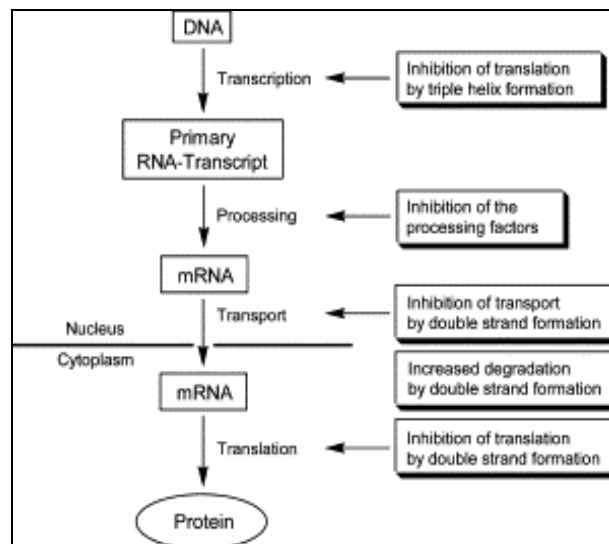 DNA
Transcription
Inhibition of translation
by triple helix formation
Primary
RNA-Transcript
Processing
Inhibition of the
processing factors
mRNA
Transport
Inhibition of transport
by double strand formation
Nucleus
Cytoplasm
Increased degradation
by double strand formation
mRNA
Translation
Inhibition of translation
by double strand formation
Protein